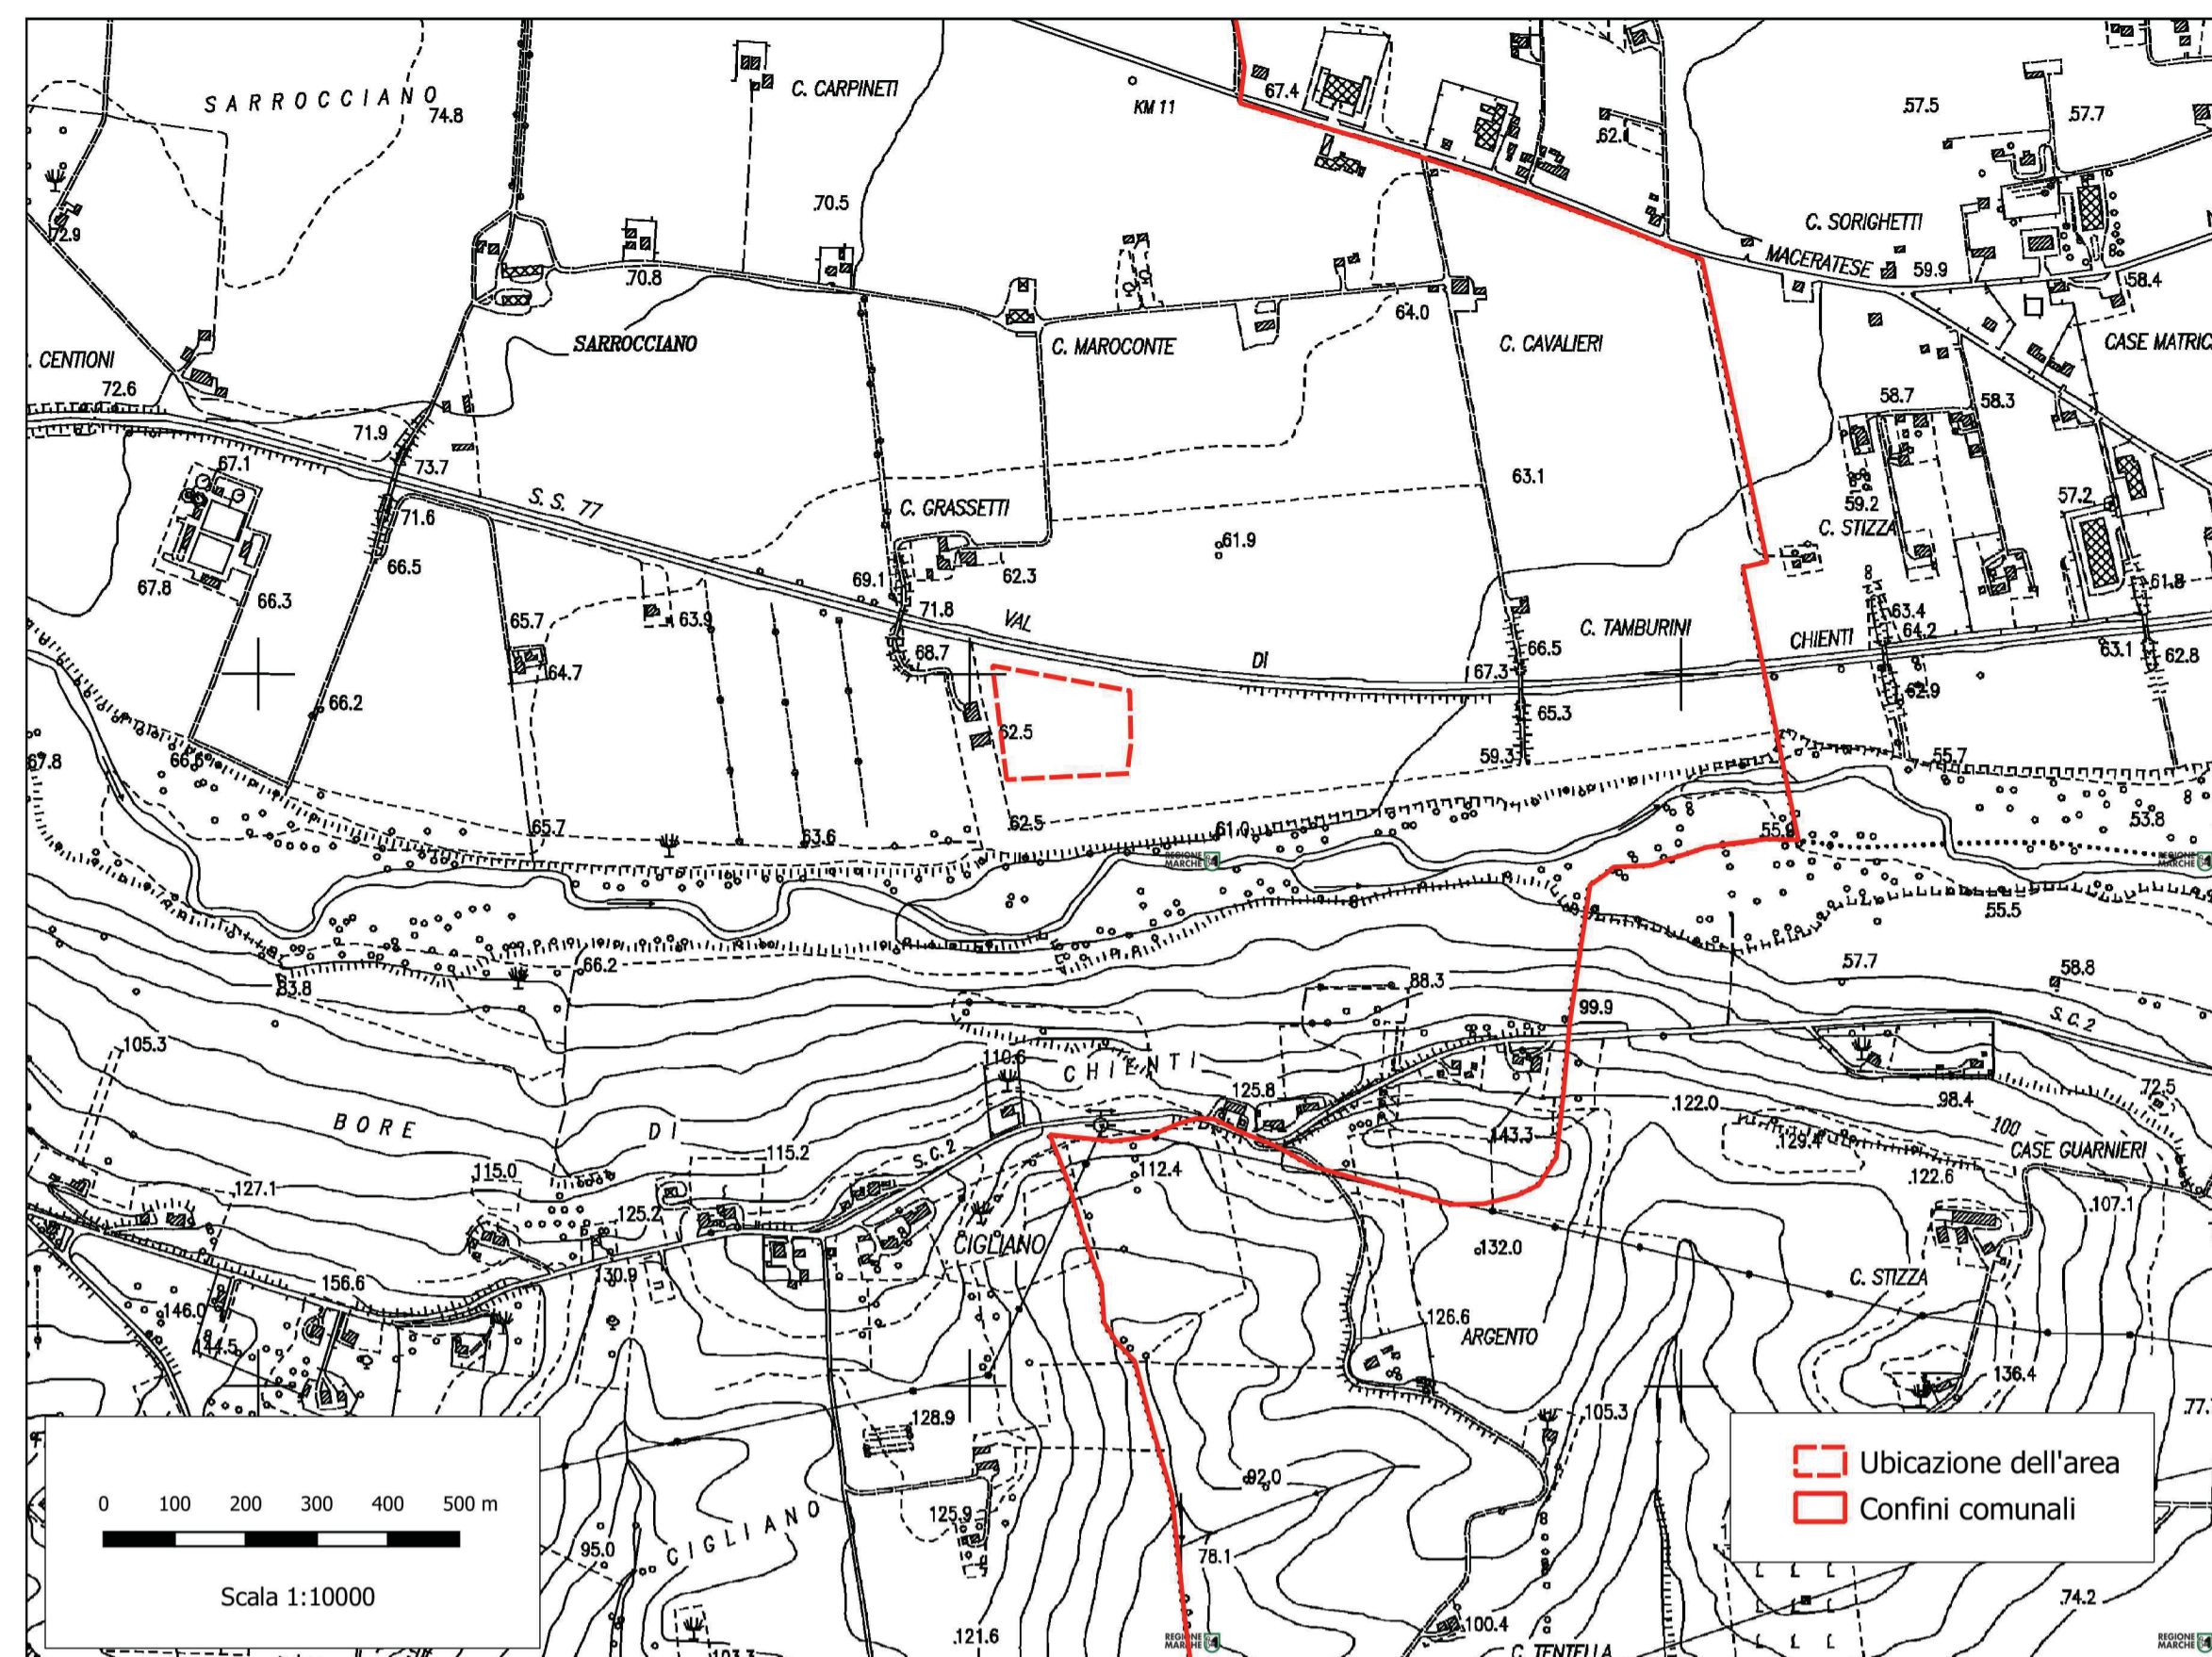 SARROCCIANO
74.8
C. CARPINETI
KM 11
67.4
62.
57.5
57.7
72.9
70.5
C. SORIGHETTI
MACERATESE
59.9
58.4
70.8
64.0
. CENTIONI
SARROCCIANO
C. MAROCONTE
C. CAVALIERI
CASE MATRIC
72.6
58.7
58.3
71.9
73.7
67.1
63.1
S.S. 77
C. GRASSETTI
59.2
57.2
71.6
C. STIZZA
61.9
66.5
67.8
66.3
69.1
62.3
61.8
63.4
65.7
63.9
71.8
VAL
C. TAMBURINI
CHIENTI
64.2
68.7
DI
66.5
63.1
62.8
64.7
67.3
62.9
66.2
62.5
65.3
59.3
55.7
67.8
66.6
65.7
63.6
62.5
61.0
53.8
REGIONE MARCHE
REGIONE MARCHE
55.5
66.2
83.8
88.3
57.7
58.8
99.9
S.C.2
105.3
110.6
CHIENTI
125.8
72.5
BORE
DI
122.0
98.4
100
S.C.2
143.3
129.4
CASE GUARNIERI
115.0
115.2
112.4
122.6
127.1
107.1
125.2
CIGLIANO
132.0
C. STIZZA
156.6
130.9
146.0
126.6
ARGENTO
144.5
136.4
128.9
105.3
77.
Ubicazione dell'area
92.0
0 100 200 300 400 500 m
Confini comunali
125.9
CIGLIANO
95.0
78.1
Scala 1:10000
74.2
121.6
REGIONE MARCHE
100.4
REGIONE MARCHE
C. TENTELLA
103.3